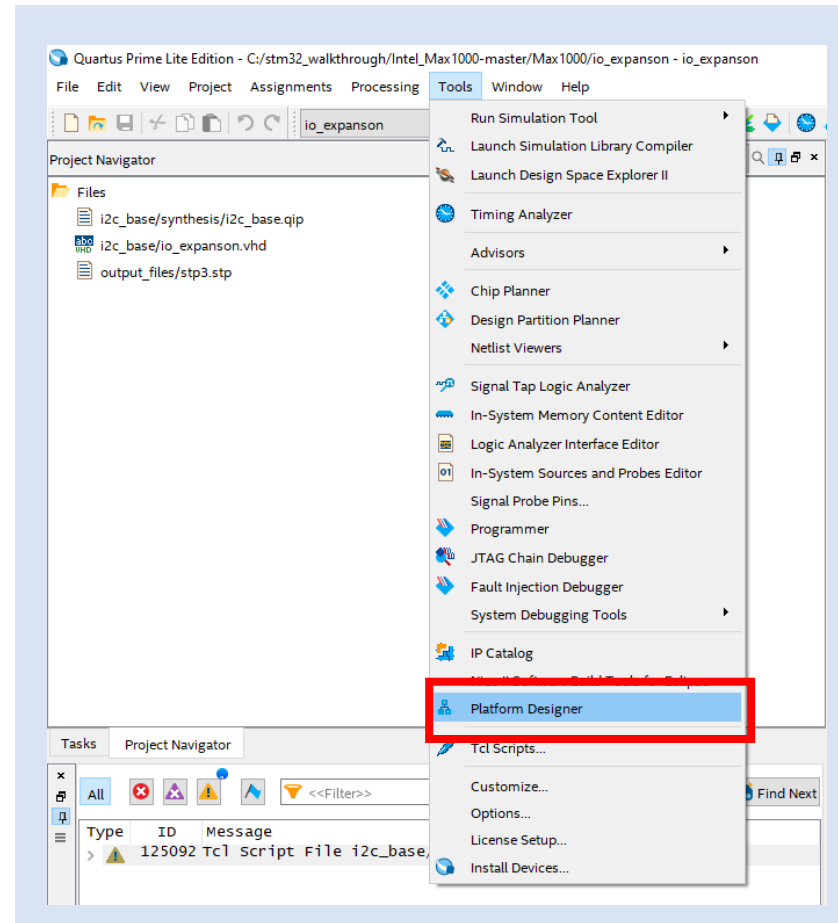 Quartus Prime Lite Edition - C:/stm32_walkthrough/Intel_Max1000-master/Max1000/io_expanson - io_expanson
File Edit View Project Assignments Processing Tools Window Help
io_expanson
Project Navigator
Files
i2c_base/synthesis/i2c_base.qip
abc VHD i2c_base/io_expanson.vhd
output_files/stp3.stp
Run Simulation Tool
Launch Simulation Library Compiler
Launch Design Space Explorer II
Timing Analyzer
Advisors
Chip Planner
Design Partition Planner
Netlist Viewers
Signal Tap Logic Analyzer
In-System Memory Content Editor
Logic Analyzer Interface Editor
01 In-System Sources and Probes Editor
Signal Probe Pins...
Programmer
JTAG Chain Debugger
Fault Injection Debugger
System Debugging Tools
IP Catalog
Platform Designer
Tcl Scripts...
Customize...
Options...
License Setup...
Install Devices...
Tasks Project Navigator
All <<Filter>> Find Next
Type ID Message
125092 Tcl Script File i2c_base/